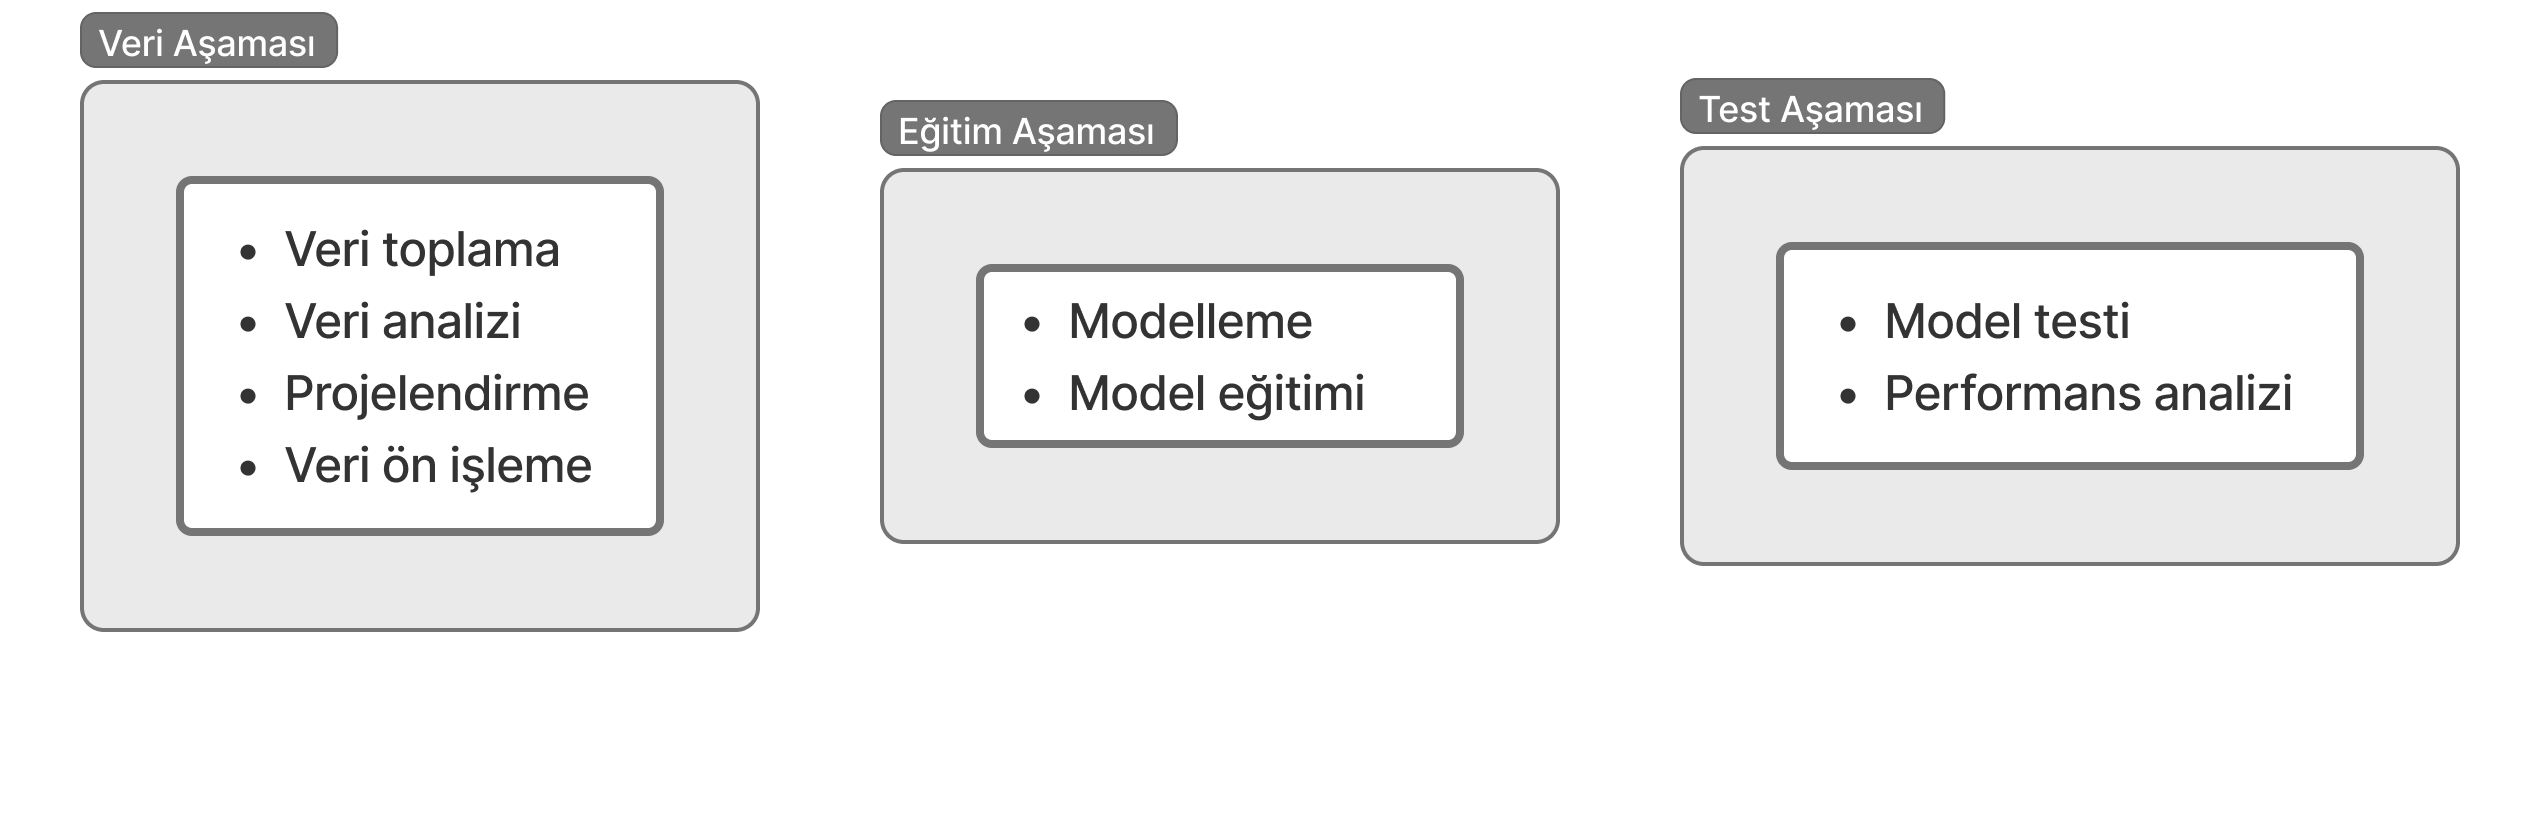 Veri Aşaması
• Veri toplama
• Veri analizi
• Projelendirme
• Veri ön işleme
Eğitim Aşaması
• Modelleme
• Model eğitimi
Test Aşaması
• Model testi
• Performans analizi